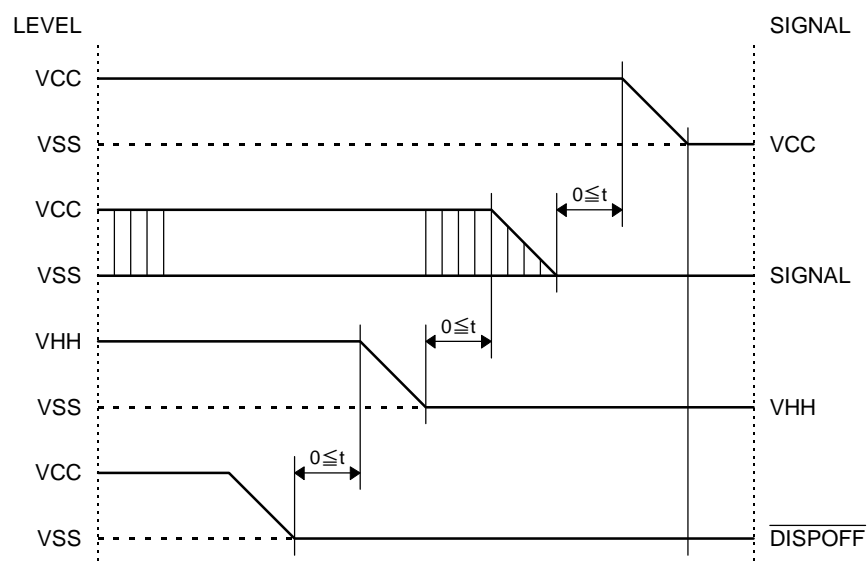 LEVEL SIGNAL
VCC
VSS VCC
0≦t
VCC
VSS SIGNAL
0≦t
VHH
VSS VHH
0≦t
VCC
VSS DISPOFF